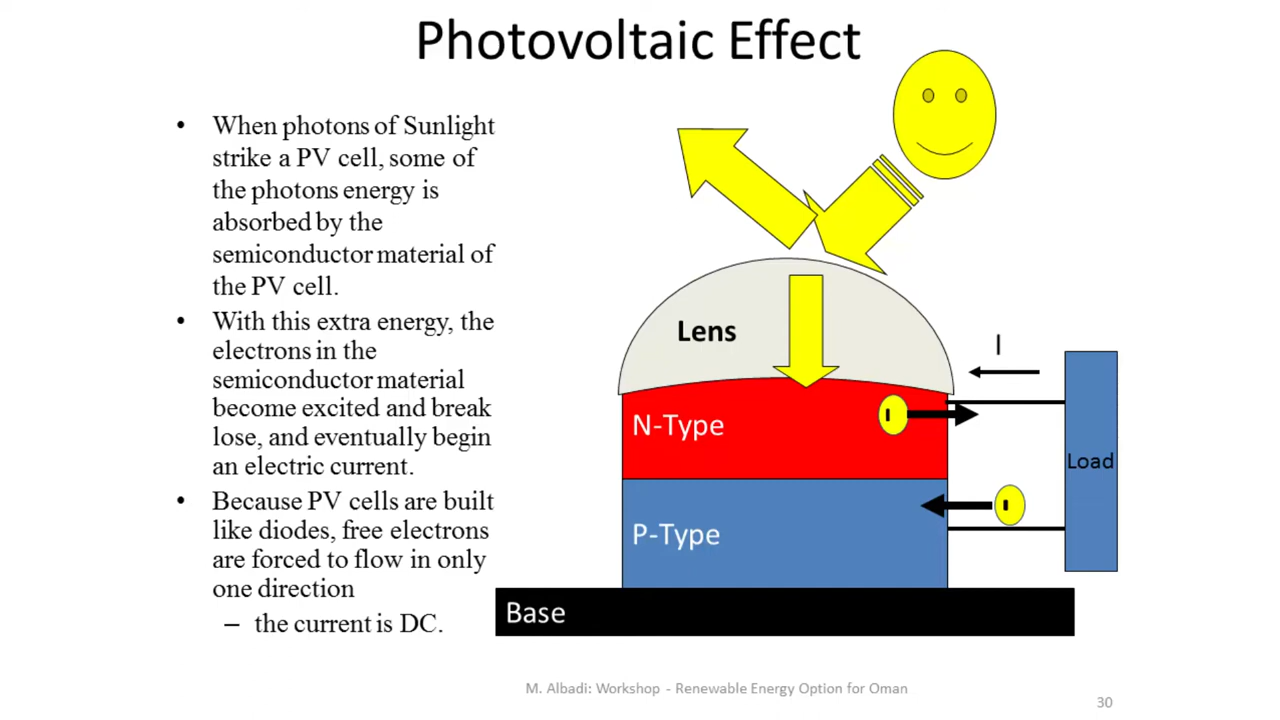 Photovoltaic Effect
• When photons of Sunlight
strike a PV cell, some of
the photons energy is
absorbed by the
semiconductor material of
the PV cell.
• With this extra energy, the
electrons in the
semiconductor material
become excited and break
lose, and eventually begin
an electric current.
• Because PV cells are built
like diodes, free electrons
are forced to flow in only
one direction
– the current is DC.
Lens
I
N-Type
Load
P-Type
Base
M. Albadi: Workshop - Renewable Energy Option for Oman
30